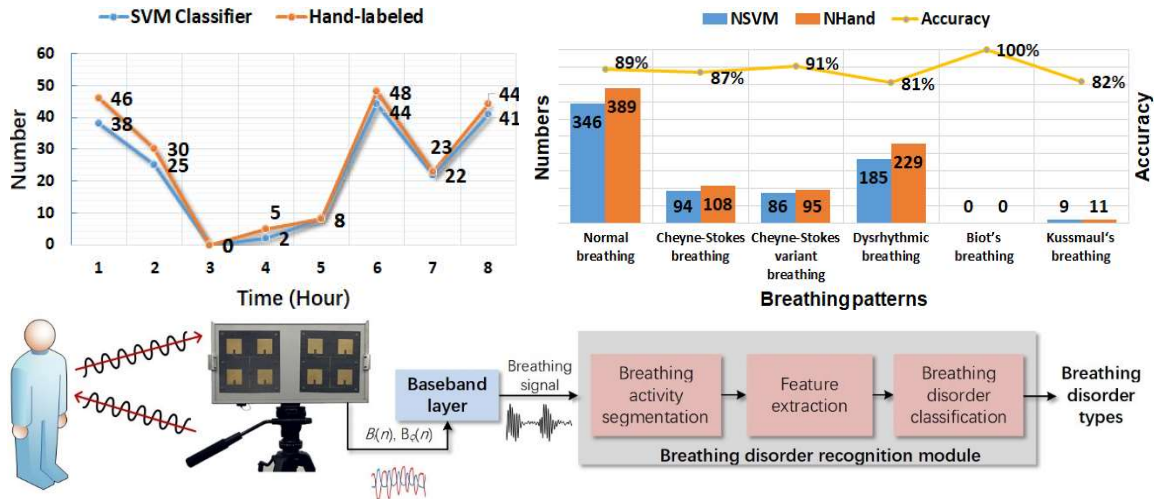 SVM Classifier Hand-labeled
60
50
40
30
20
10
0
Number
46
38
30
25
0
5
2
8
48
44
23
22
44
41
1 2 3 4 5 6 7 8
Time (Hour)
NSVM NHand Accuracy
Numbers
Accuracy
89%
87%
91%
81%
100%
82%
346 389
94 108
86 95
185 229
0 0
9 11
Normal
breathing
Cheyne-Stokes
breathing
Cheyne-Stokes
variant
breathing
Dysrhythmic
breathing
Biot's
breathing
Kussmaul's
breathing
Breathing patterns
B(n), Bc(n)
Baseband
layer
Breathing
signal
Breathing
activity
segmentation
Feature
extraction
Breathing
disorder
classification
Breathing disorder recognition module
Breathing
disorder
types